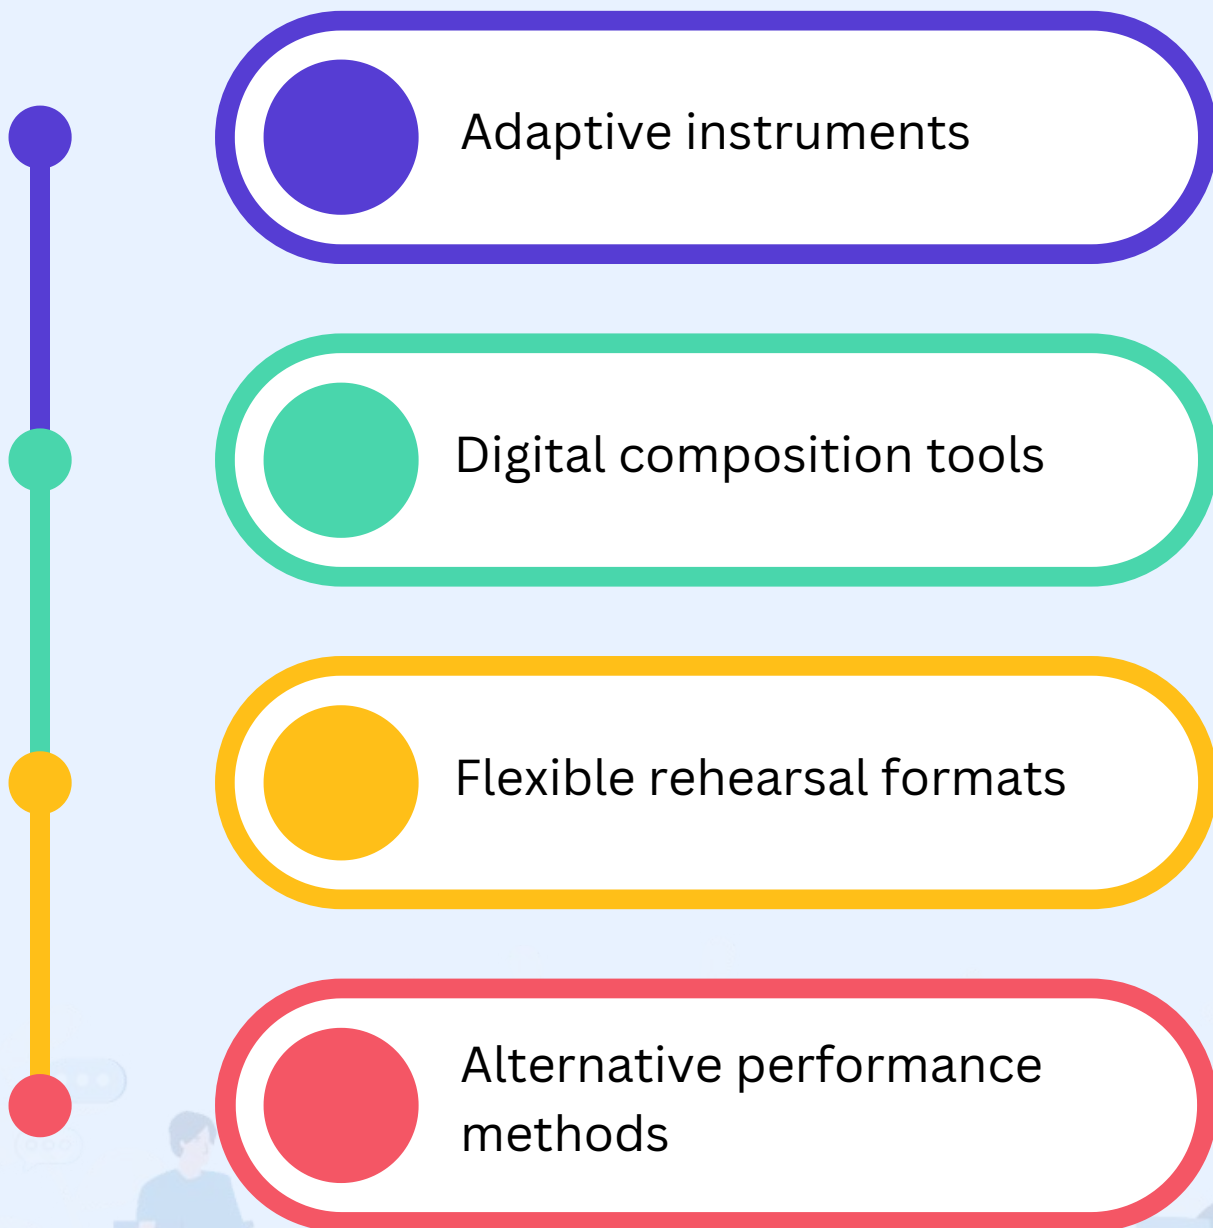 Adaptive instruments
Digital composition tools
Flexible rehearsal formats
Alternative performance
methods